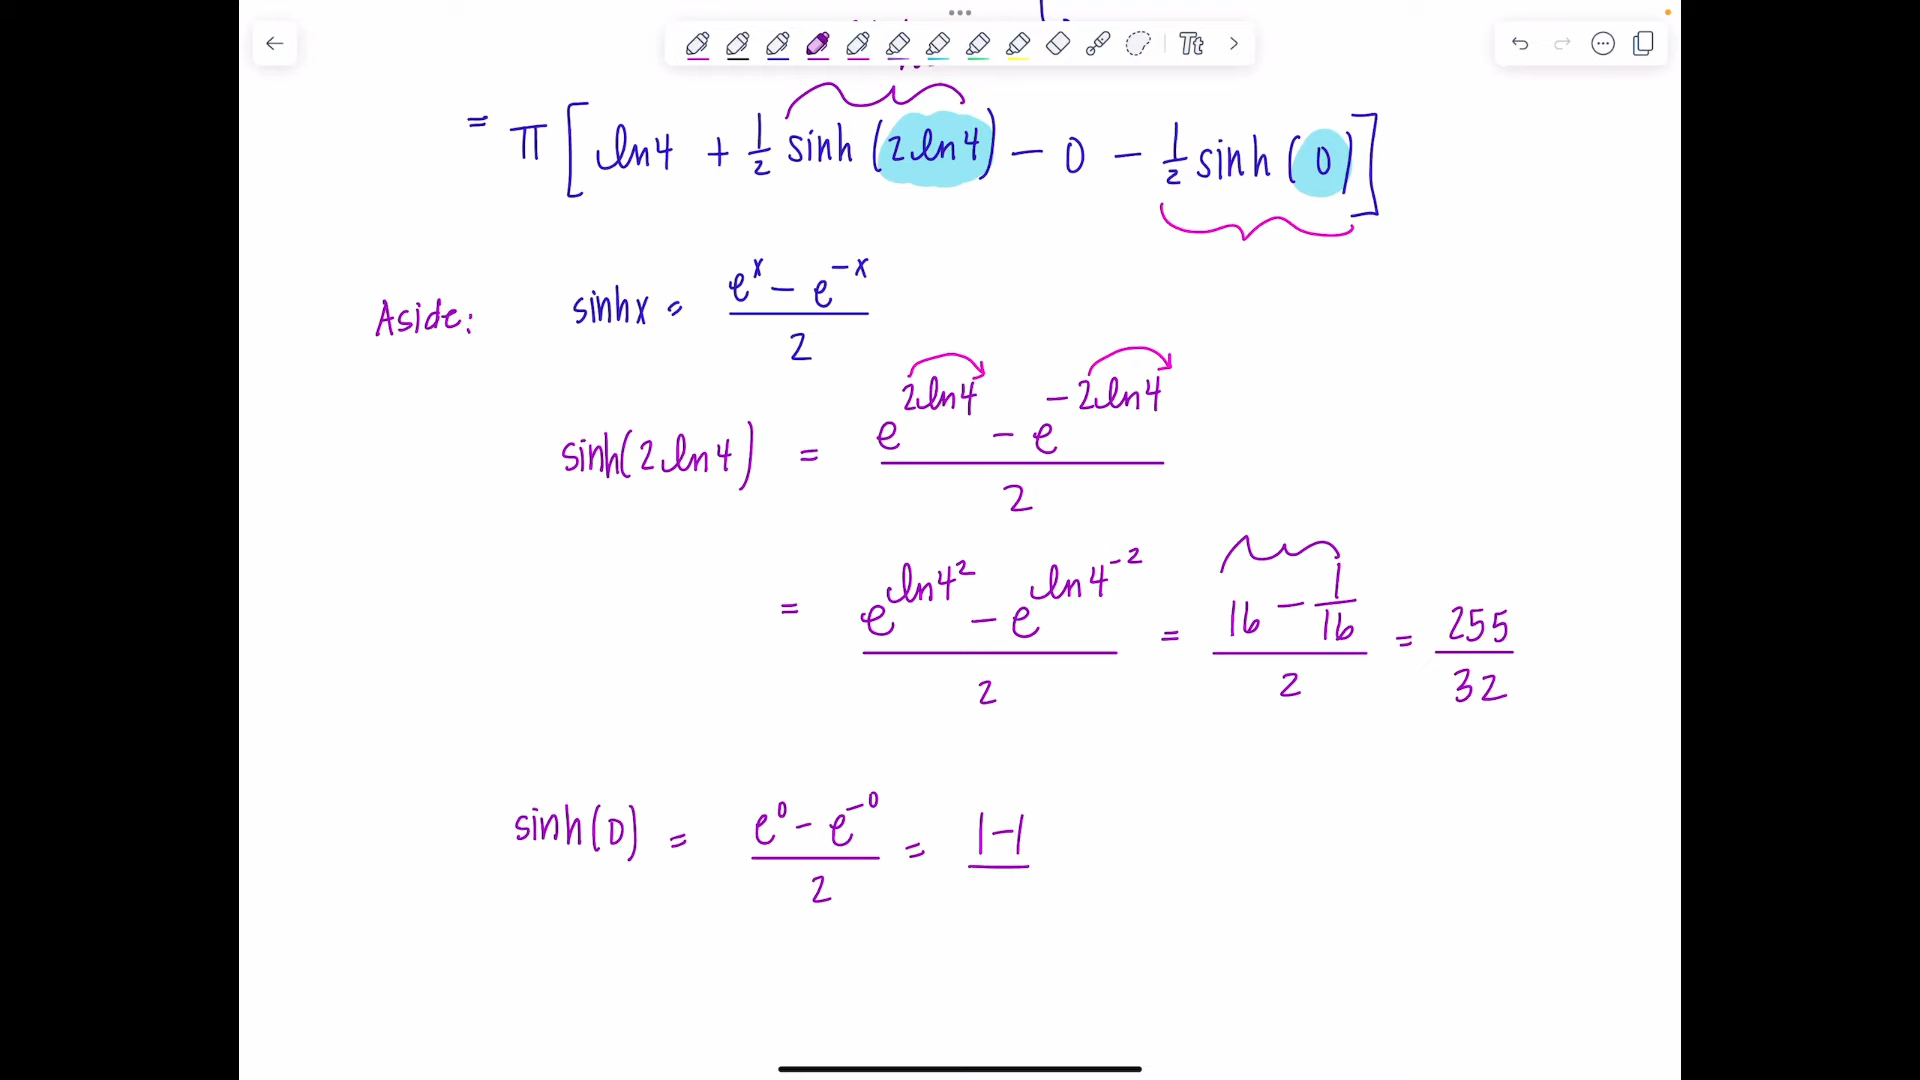 Tt
= π [ ln4 + 1/2 sinh (2ln4) - 0 - 1/2 sinh (0) ]
Aside: sinhx = (e^x - e^-x)/2
sinh(2ln4) = (e^2ln4 - e^-2ln4)/2
= (e^ln4^2 - e^ln4^-2)/2 = (16 - 1/16)/2 = 255/32
sinh(0) = (e^0 - e^-0)/2 = 1-1